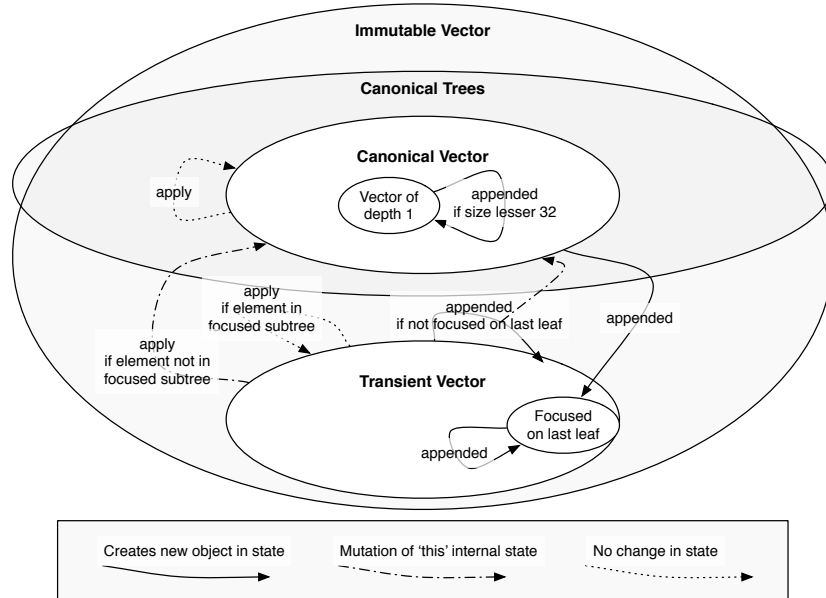 Immutable Vector
Canonical Trees
Canonical Vector
Vector of
depth 1
appended
if size lesser 32
apply
apply
if element in
focused subtree
appended
if not focused on last leaf
appended
apply
if element not in
focused subtree
Transient Vector
Focused
on last leaf
appended
Creates new object in state
Mutation of ‘this’ internal state
No change in state